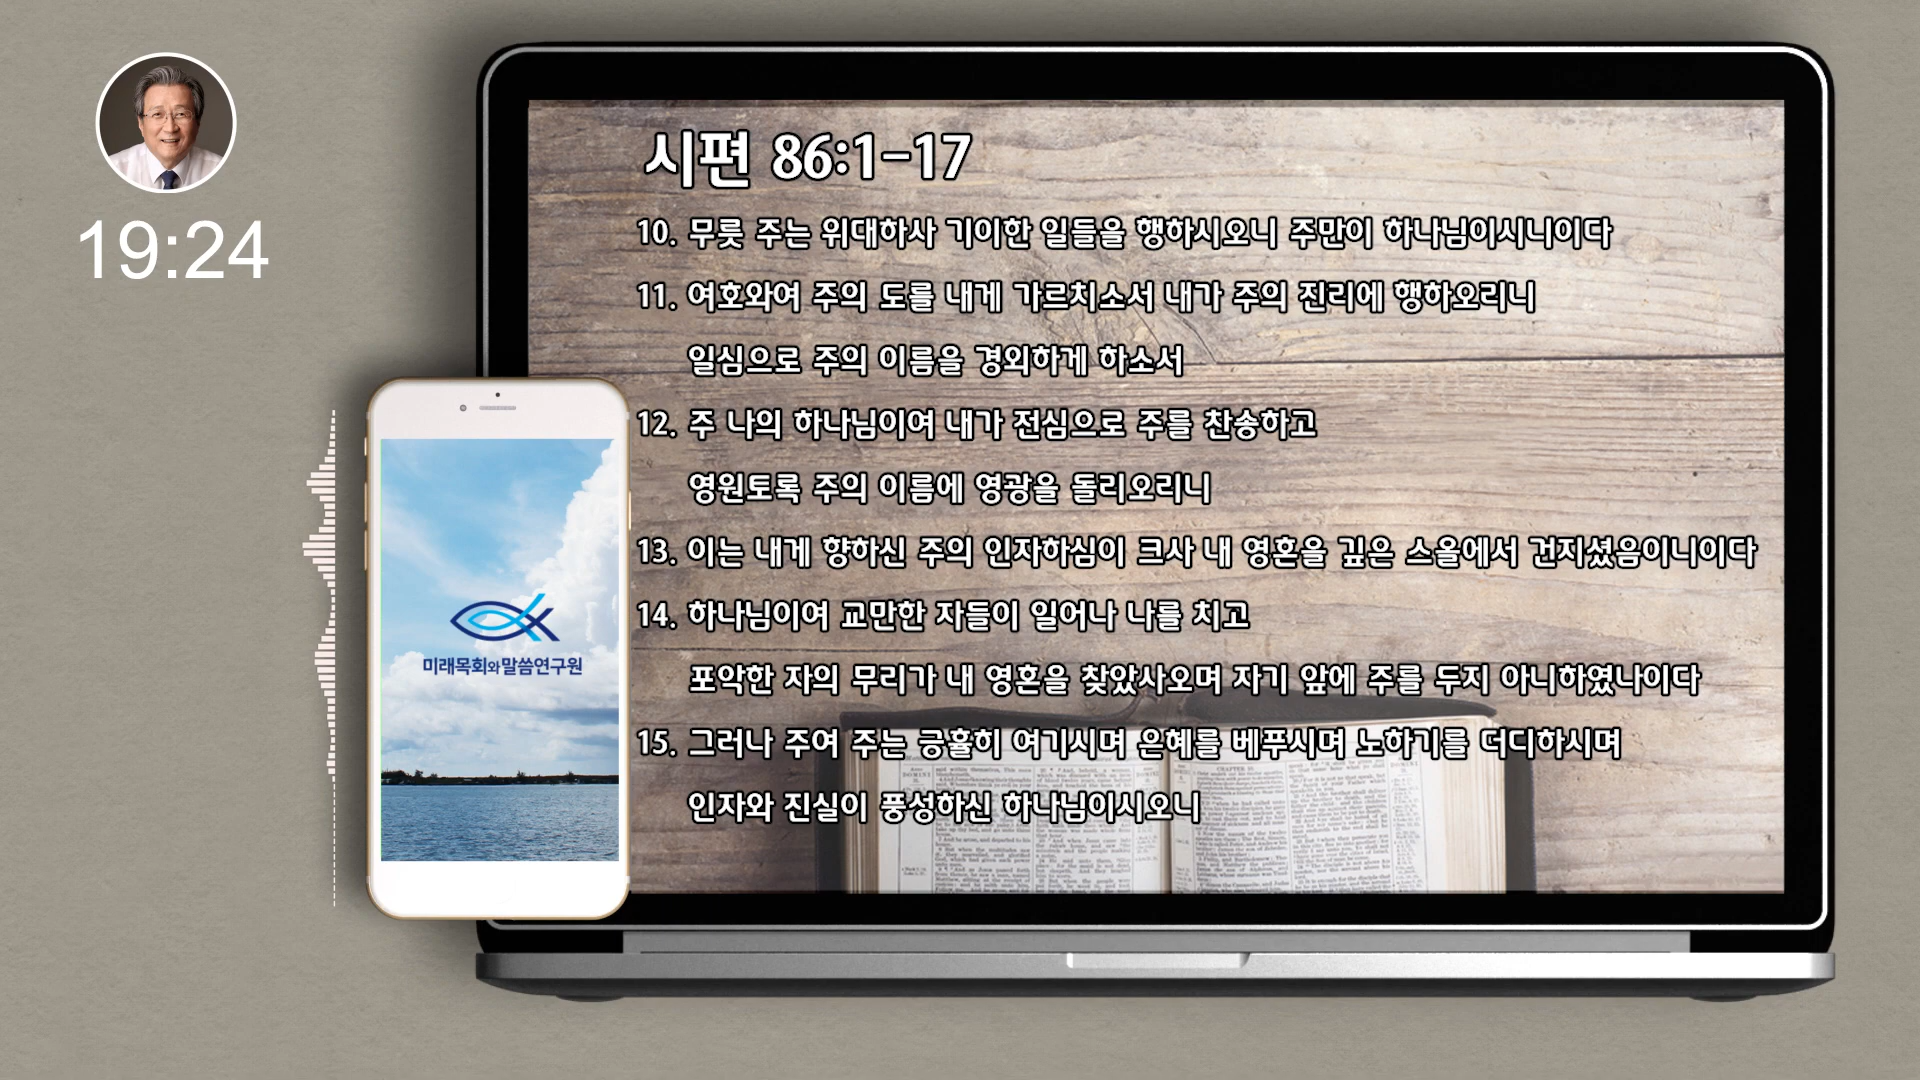 19:24
시편 86:1-17
10. 무릇 주는 위대하사 기이한 일들을 행하시오니 주만이 하나님이시니이다
11. 여호와여 주의 도를 내게 가르치소서 내가 주의 진리에 행하오리니
일심으로 주의 이름을 경외하게 하소서
12. 주 나의 하나님이여 내가 전심으로 주를 찬송하고
영원토록 주의 이름에 영광을 돌리오리니
13. 이는 내게 향하신 주의 인자하심이 크사 내 영혼을 깊은 스올에서 건지셨음이니이다
14. 하나님이여 교만한 자들이 일어나 나를 치고
포악한 자의 무리가 내 영혼을 찾았사오며 자기 앞에 주를 두지 아니하였나이다
15. 그러나 주여 주는 긍휼히 여기시며 은혜를 베푸시며 노하기를 더디하시며
인자와 진실이 풍성하신 하나님이시오니
미래목회와말씀연구원